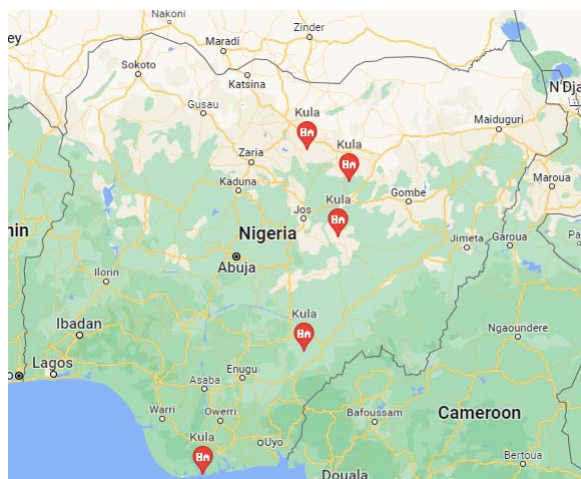 Nakoni
Zinder
ey
Maradi
Sokoto
Katsina
N'Dja
Gusau
Kula
Maiduguri
Zaria
Kula
Maroua
Kaduna
Kula
Gombe
Jos
Nigeria
nin
Jimeta
Garoua
Pa
Abuja
Ilorin
Kula
Ibadan
Ngaoundere
Lagos
o
Enugu
Asaba
Warri
Owerri
Bafoussam
Cameroon
Kula
Uyo
Bertoua
Douala